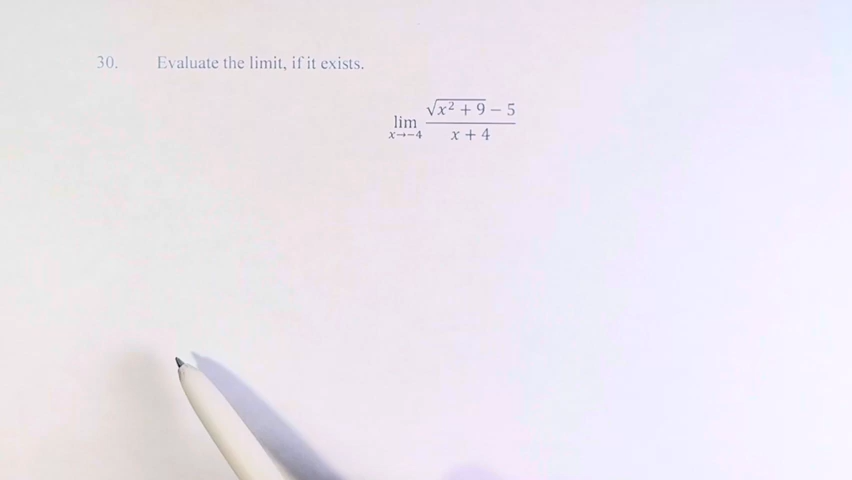 30. Evaluate the limit, if it exists.
lim x→−4 (√(x² + 9) − 5) / (x + 4)